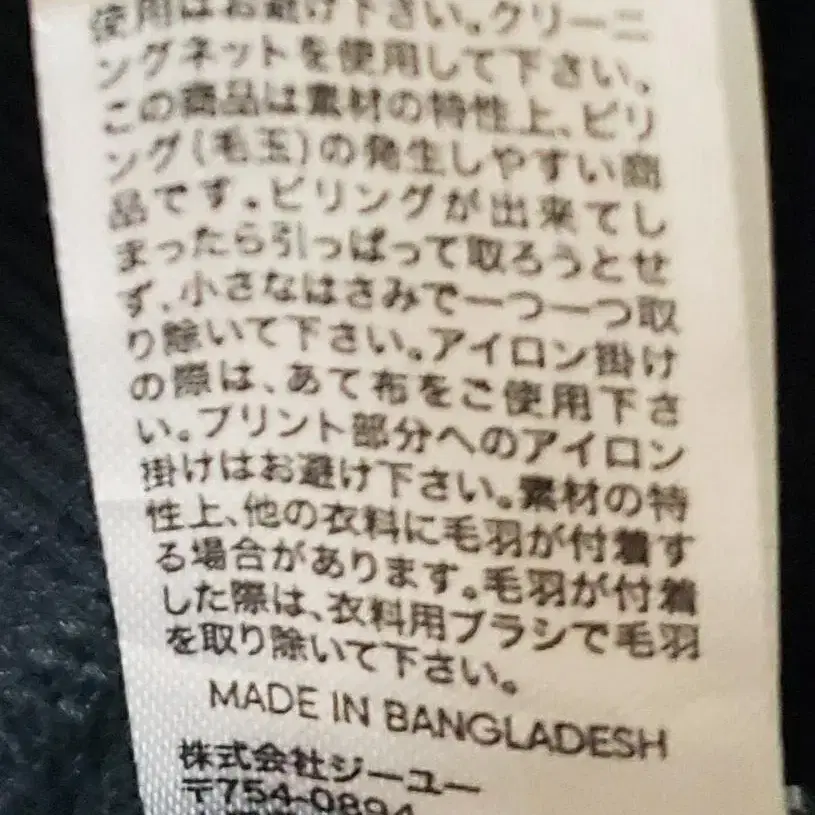 使用はお避け下さい。クリーニ
ングネットを使用して下さい。
この商品は素材の特性上、ピリ
ング(毛玉)の発生しやすい商
品です。ピリングが出来てし
まったら引っぱって取ろうとせ
ず、小さなはさみで一つ一つ取
り除いて下さい。アイロン掛け
の際は、あて布をご使用下さ
い。プリント部分へのアイロン
掛けはお避け下さい。素材の特
性上、他の衣料に毛羽が付着す
る場合があります。毛羽が付着
した際は、衣料用ブラシで毛羽
を取り除いて下さい。
MADE IN BANGLADESH
株式会社ジーユー
〒754-0894